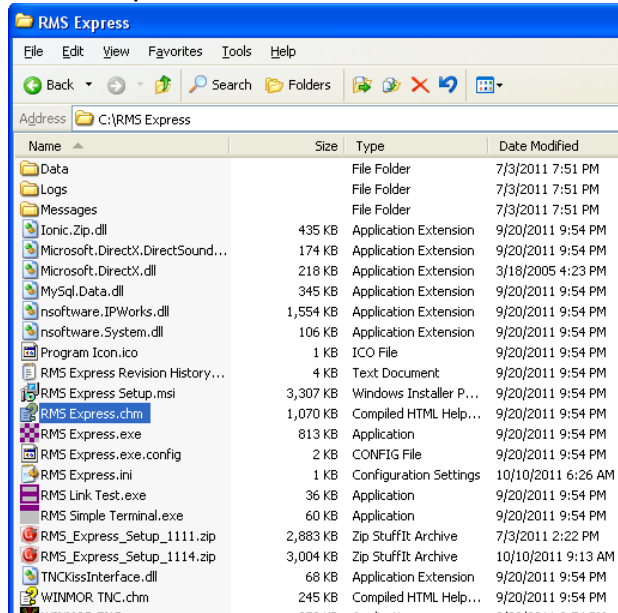 RMS Express
File Edit View Favorites Tools Help
Back Search Folders
Address C:\RMS Express
Name Size Type Date Modified
Data File Folder 7/3/2011 7:51 PM
Logs File Folder 7/3/2011 7:51 PM
Messages File Folder 7/3/2011 7:51 PM
Ionic.Zip.dll 435 KB Application Extension 9/20/2011 9:54 PM
Microsoft.DirectX.DirectSound... 174 KB Application Extension 9/20/2011 9:54 PM
Microsoft.DirectX.dll 218 KB Application Extension 3/18/2005 4:23 PM
MySql.Data.dll 345 KB Application Extension 9/20/2011 9:54 PM
nsoftware.IPWorks.dll 1,554 KB Application Extension 9/20/2011 9:54 PM
nsoftware.System.dll 106 KB Application Extension 9/20/2011 9:54 PM
Program Icon.ico 1 KB ICO File 9/20/2011 9:54 PM
RMS Express Revision History... 4 KB Text Document 9/20/2011 9:54 PM
RMS Express Setup.msi 3,307 KB Windows Installer P... 9/20/2011 9:54 PM
RMS Express.chm 1,070 KB Compiled HTML Help... 9/20/2011 9:54 PM
RMS Express.exe 813 KB Application 9/20/2011 9:54 PM
RMS Express.exe.config 2 KB CONFIG File 9/20/2011 9:54 PM
RMS Express.ini 1 KB Configuration Settings 10/10/2011 6:26 AM
RMS Link Test.exe 36 KB Application 9/20/2011 9:54 PM
RMS Simple Terminal.exe 60 KB Application 9/20/2011 9:54 PM
RMS_Express_Setup_1111.zip 2,883 KB Zip StuffIt Archive 7/3/2011 2:22 PM
RMS_Express_Setup_1114.zip 3,004 KB Zip StuffIt Archive 10/10/2011 9:13 AM
TNCKissInterface.dll 68 KB Application Extension 9/20/2011 9:54 PM
WINMOR TNC.chm 245 KB Compiled HTML Help... 9/20/2011 9:54 PM